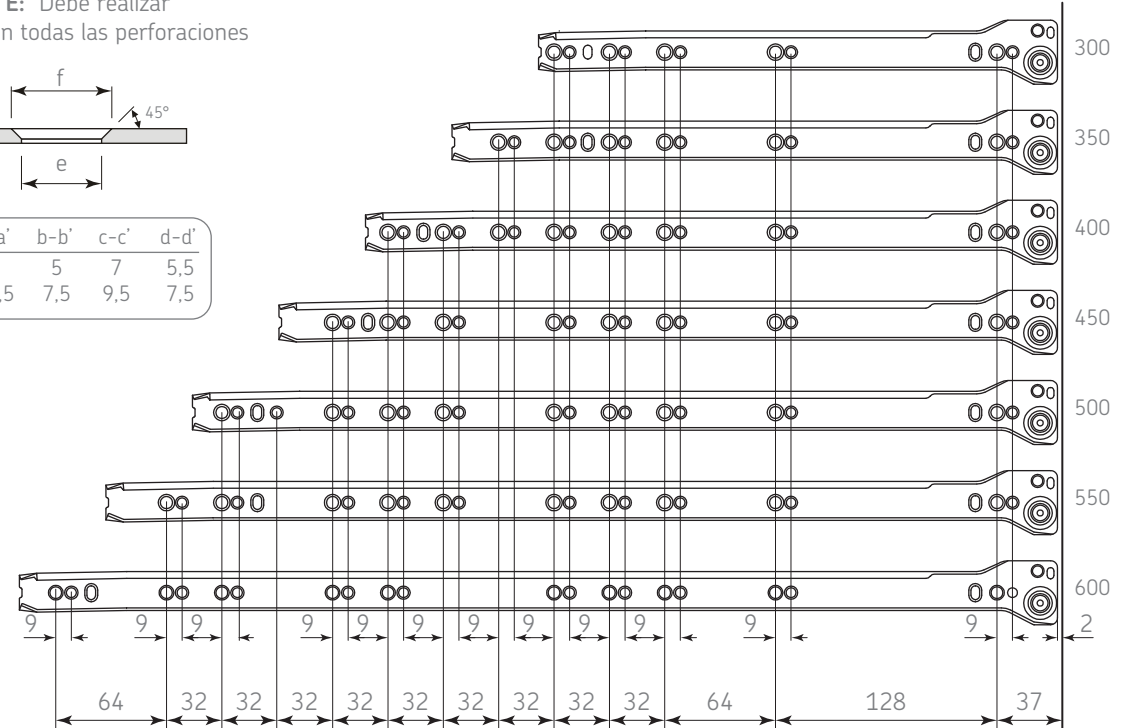 E: Debe realizar
n todas las perforaciones
f
45°
e
a' b-b' c-c' d-d'
5 7 5,5
,5 7,5 9,5 7,5
300
350
400
450
500
550
600
9 9 9 9 9 9 9 9 9 9 9 9 2
64 32 32 32 32 32 32 32 32 32 64 128 37